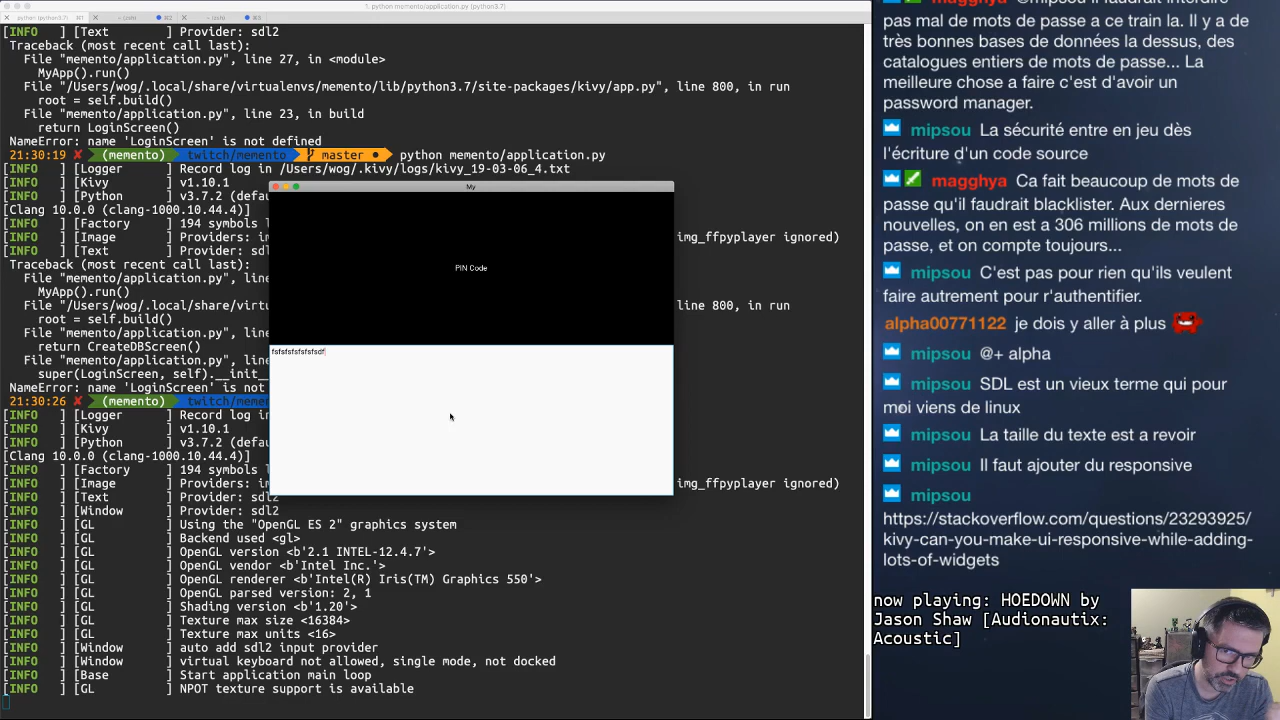 1. python memento/application.py (python3.7)
python (python3.7)
[INFO   ] [Text        ] Provider: sdl2
Traceback (most recent call last):
File "memento/application.py", line 27, in <module>
MyApp().run()
File "/Users/wog/.local/share/virtualenvs/memento/lib/python3.7/site-packages/kivy/app.py", line 800, in run
root = self.build()
File "memento/application.py", line 23, in build
return LoginScreen()
NameError: name 'LoginScreen' is not defined
21:30:19 ✘ (memento) twitch/memento master ● python memento/application.py
[INFO   ] [Logger      ] Record log in /Users/wog/.kivy/logs/kivy_19-03-06_4.txt
[INFO   ] [Kivy        ] v1.10.1
[INFO   ] [Python      ] v3.7.2 (defa
[Clang 10.0.0 (clang-1000.10.44.4)]
[INFO   ] [Factory     ] 194 symbols l
[INFO   ] [Image       ] Providers: im img_ffpyplayer ignored)
[INFO   ] [Text        ] Provider: sdl
Traceback (most recent call last):
File "memento/application.py", lin
MyApp().run()
File "/Users/wog/.local/share/virtu line 800, in run
root = self.build()
File "memento/application.py", lin
return CreateDBScreen()
File "memento/application.py", lin
super(LoginScreen, self).__init__
NameError: name 'LoginScreen' is not
21:30:26 ✘ (memento) twitch/meme
[INFO   ] [Logger      ] Record log in
[INFO   ] [Kivy        ] v1.10.1
[INFO   ] [Python      ] v3.7.2 (defa
[Clang 10.0.0 (clang-1000.10.44.4)]
[INFO   ] [Factory     ] 194 symbols l
[INFO   ] [Image       ] Providers: im img_ffpyplayer ignored)
[INFO   ] [Text        ] Provider: sdl2
[INFO   ] [Window      ] Provider: sdl2
[INFO   ] [GL          ] Using the "OpenGL ES 2" graphics system
[INFO   ] [GL          ] Backend used <gl>
[INFO   ] [GL          ] OpenGL version <b'2.1 INTEL-12.4.7'>
[INFO   ] [GL          ] OpenGL vendor <b'Intel Inc.'>
[INFO   ] [GL          ] OpenGL renderer <b'Intel(R) Iris(TM) Graphics 550'>
[INFO   ] [GL          ] OpenGL parsed version: 2, 1
[INFO   ] [GL          ] Shading version <b'1.20'>
[INFO   ] [GL          ] Texture max size <16384>
[INFO   ] [GL          ] Texture max units <16>
[INFO   ] [Window      ] auto add sdl2 input provider
[INFO   ] [Window      ] virtual keyboard not allowed, single mode, not docked
[INFO   ] [Base        ] Start application main loop
[INFO   ] [GL          ] NPOT texture support is available
My
PIN Code
fsfsfsfsfsfsfsdf
magghya @mipsou il faudrait interdire
pas mal de mots de passe a ce train la. Il y a de
très bonnes bases de données la dessus, des
catalogues entiers de mots de passe... La
meilleure chose a faire c'est d'avoir un
password manager.
mipsou La sécurité entre en jeu dès
l'écriture d'un code source
magghya Ca fait beaucoup de mots de
passe qu'il faudrait blacklister. Aux dernieres
nouvelles, on en est a 306 millions de mots de
passe, et on compte toujours...
mipsou C'est pas pour rien qu'ils veulent
faire autrement pour r'authentifier.
alpha00771122 je dois y aller à plus
mipsou @+ alpha
mipsou SDL est un vieux terme qui pour
moi viens de linux
mipsou La taille du texte est a revoir
mipsou Il faut ajouter du responsive
mipsou
https://stackoverflow.com/questions/23293925/
kivy-can-you-make-ui-responsive-while-adding-
lots-of-widgets
now playing: HOEDOWN by
Jason Shaw [Audionautix:
Acoustic]